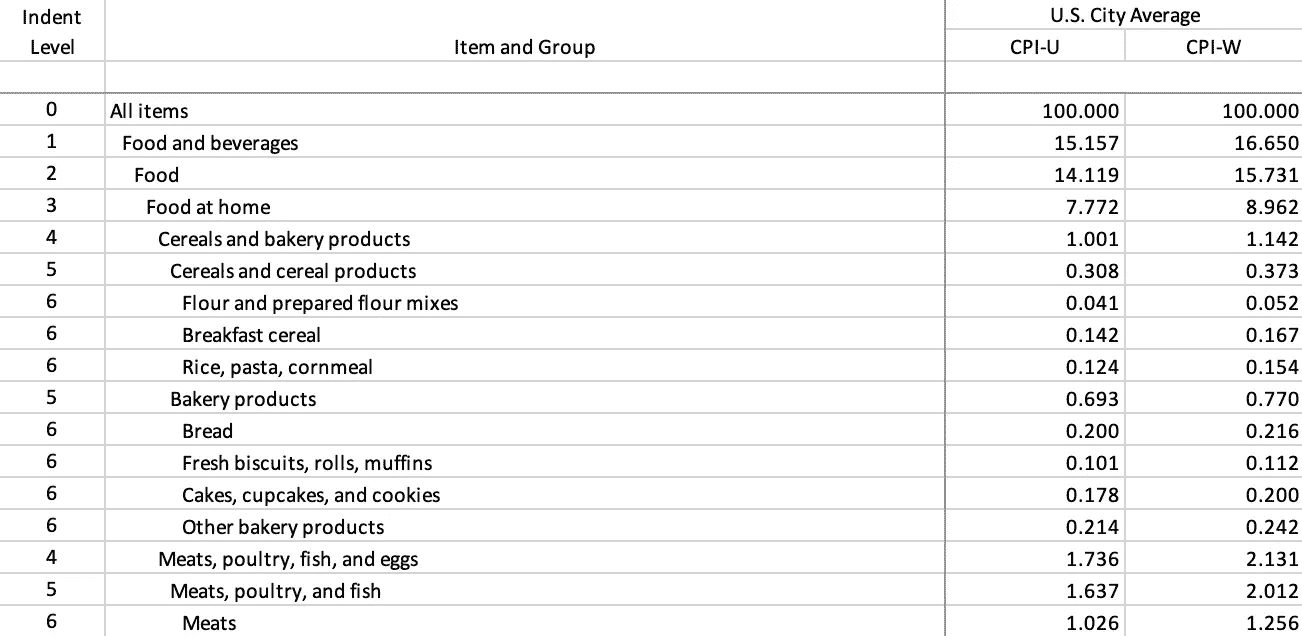 Indent U.S. City Average
Level Item and Group CPI-U CPI-W
0 All items 100.000 100.000
1 Food and beverages 15.157 16.650
2 Food 14.119 15.731
3 Food at home 7.772 8.962
4 Cereals and bakery products 1.001 1.142
5 Cereals and cereal products 0.308 0.373
6 Flour and prepared flour mixes 0.041 0.052
6 Breakfast cereal 0.142 0.167
6 Rice, pasta, cornmeal 0.124 0.154
5 Bakery products 0.693 0.770
6 Bread 0.200 0.216
6 Fresh biscuits, rolls, muffins 0.101 0.112
6 Cakes, cupcakes, and cookies 0.178 0.200
6 Other bakery products 0.214 0.242
4 Meats, poultry, fish, and eggs 1.736 2.131
5 Meats, poultry, and fish 1.637 2.012
6 Meats 1.026 1.256